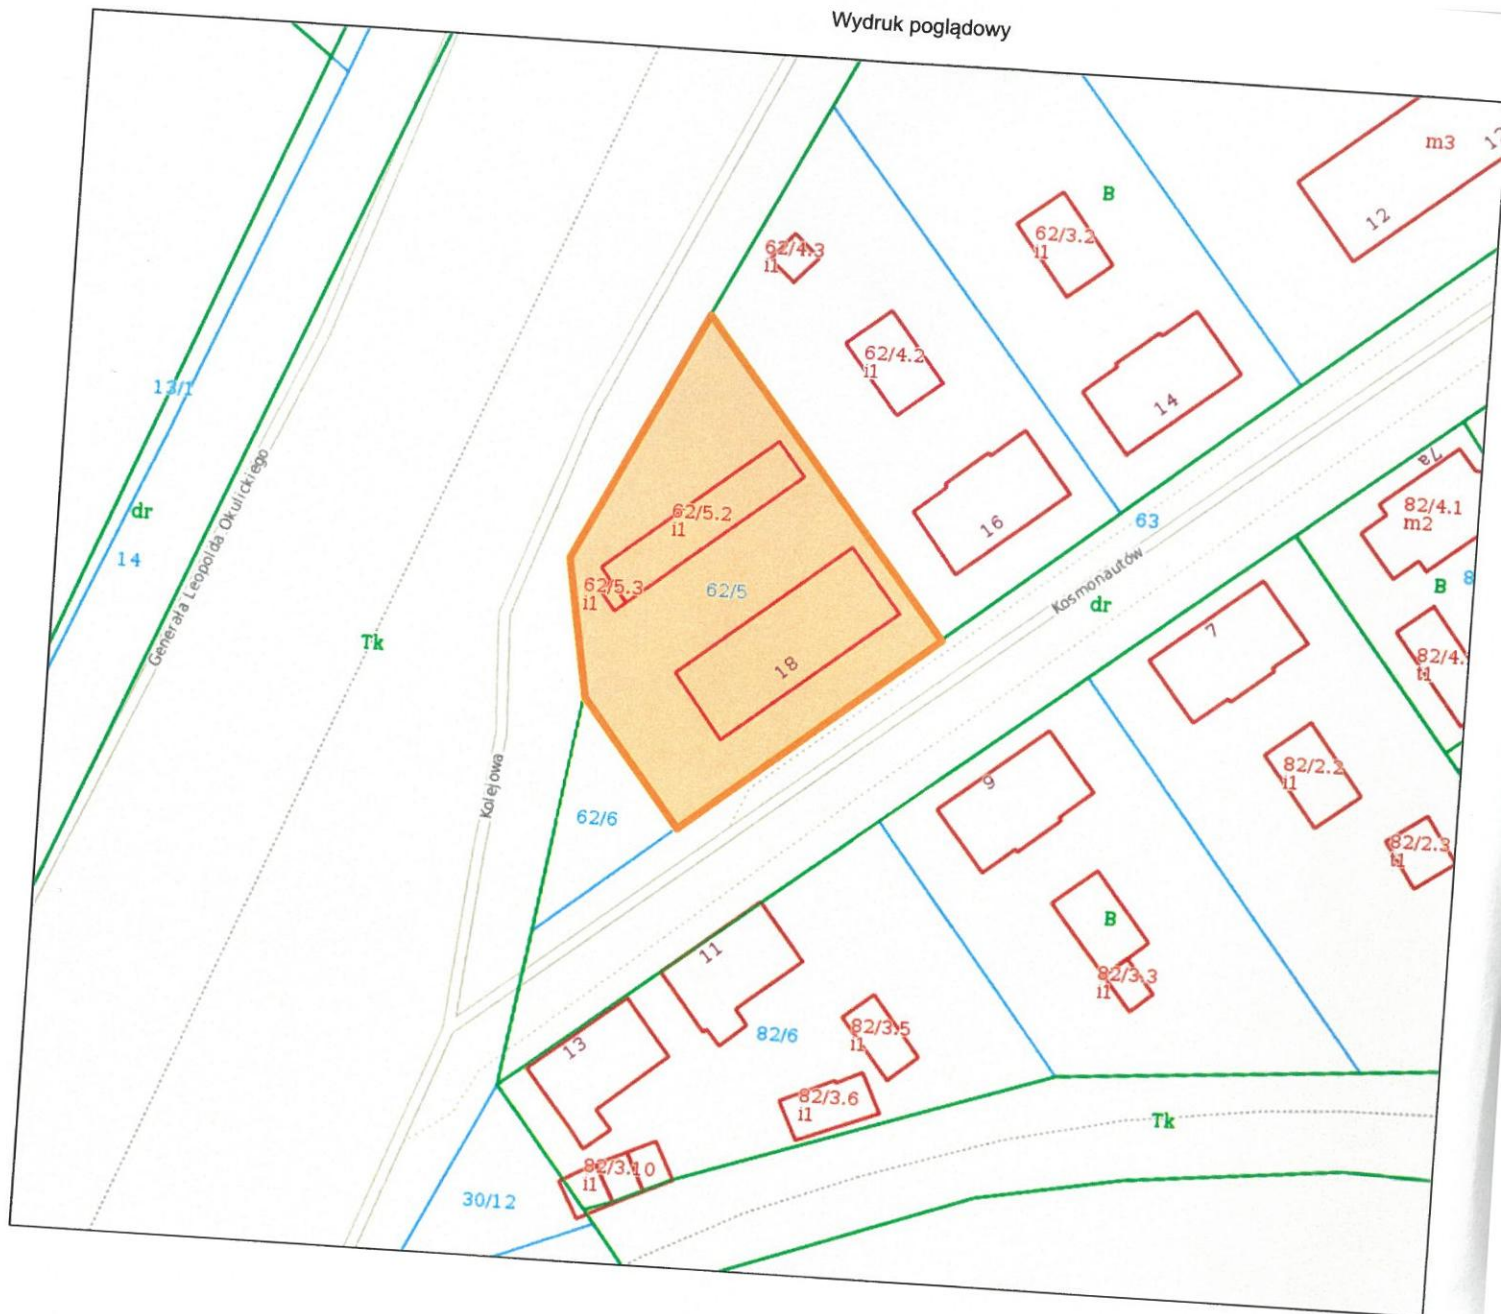 Wydruk poglądowy
m3
12
B
62/3.2
i1
62/4.3
i1
62/4.2
i1
14
13/1
16
63
Kosmonautów
dr
7a
82/4.1
m2
B
62/5.2
i1
62/5.3
i1
62/5
18
dr
14
Generała Leopolda Okulickiego
Tk
7
82/4.
i1
9
82/2.2
i1
Kolejowa
62/6
82/2.3
i1
B
82/3.3
i1
11
82/6
82/3.5
i1
13
82/3.6
i1
Tk
82/3.10
i1
30/12